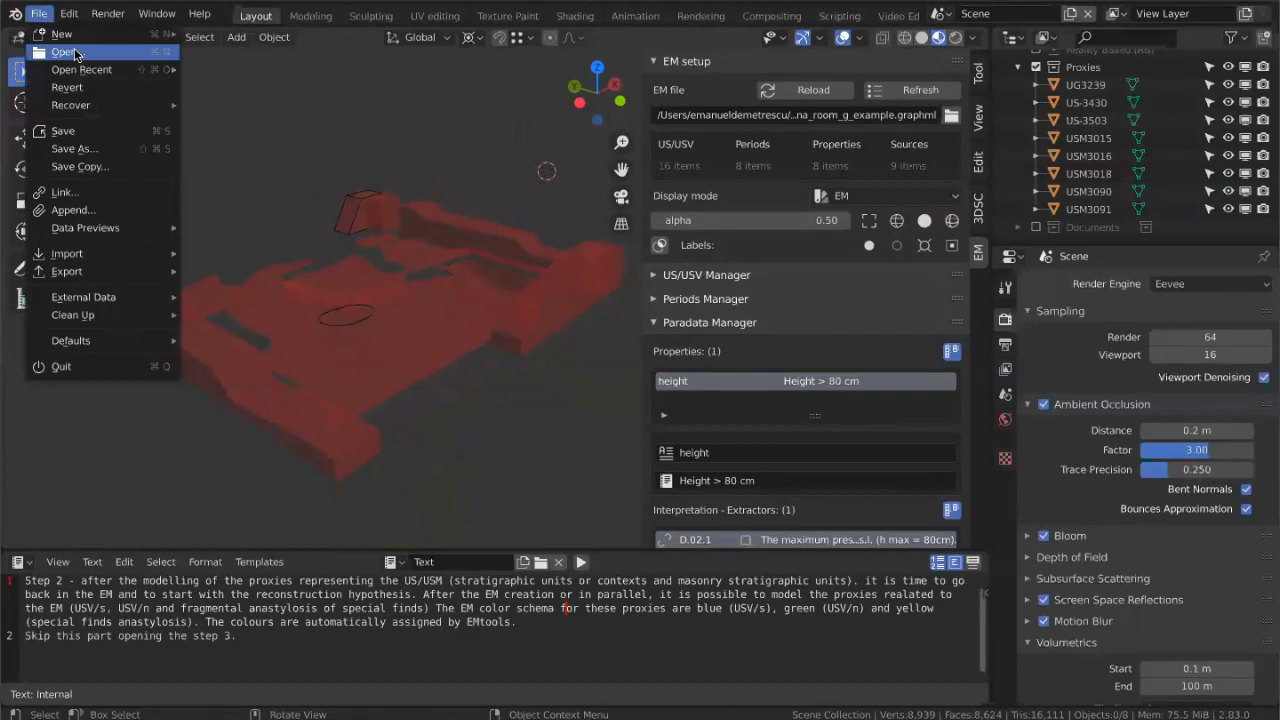 File Edit Render Window Help Layout Modeling Sculpting UV editing Texture Paint Shading Animation Rendering Compositing Scripting Video Ed Scene View Layer
Select Add Object Global
New ⌘ N
Open... ⌘
Open Recent ⇧ ⌘ O
Revert
Recover
Save ⌘ S
Save As... ⇧ ⌘ S
Save Copy...
Link...
Append...
Data Previews
Import
Export
External Data
Clean Up
Defaults
Quit ⌘ Q
Z
EM setup
EM file Reload Refresh
/Users/emanueldemetrescu/...na_room_g_example.graphml
US/USV Periods Properties Sources
16 items 8 items 8 items 9 items
Display mode EM
alpha 0.50
Labels:
US/USV Manager
Periods Manager
Paradata Manager
Properties: (1)
height Height > 80 cm
height
Height > 80 cm
Interpretation - Extractors: (1)
D.02.1 The maximum pres...s.l. (h max = 80cm).
Tool
View
Edit
3DSC
EM
Reality Based (RB)
Proxies
UG3239
US-3430
US-3503
USM3015
USM3016
USM3018
USM3090
USM3091
Documents
Scene
Render Engine Eevee
Sampling
Render 64
Viewport 16
Viewport Denoising
Ambient Occlusion
Distance 0.2 m
Factor 3.00
Trace Precision 0.250
Bent Normals
Bounces Approximation
Bloom
Depth of Field
Subsurface Scattering
Screen Space Reflections
Motion Blur
Volumetrics
Start 0.1 m
End 100 m
View Text Edit Select Format Templates Text
1 Step 2 - after the modelling of the proxies representing the US/USM (stratigraphic units or contexts and masonry stratigraphic units). it is time to go
back in the EM and to start with the reconstruction hypothesis. After the EM creation or in parallel, it is possible to model the proxies realated to
the EM (USV/s, USV/n and fragmental anastylosis of special finds) The EM color schema for these proxies are blue (USV/s), green (USV/n) and yellow
(special finds anastylosis). The colours are automatically assigned by EMtools.
2 Skip this part opening the step 3.
Text: Internal
Select Box Select Rotate View Object Context Menu Scene Collection | Verts:8,939 | Faces:8,624 | Tris:16,111 | Objects:0/8 | Mem: 75.5 MiB | 2.83.0